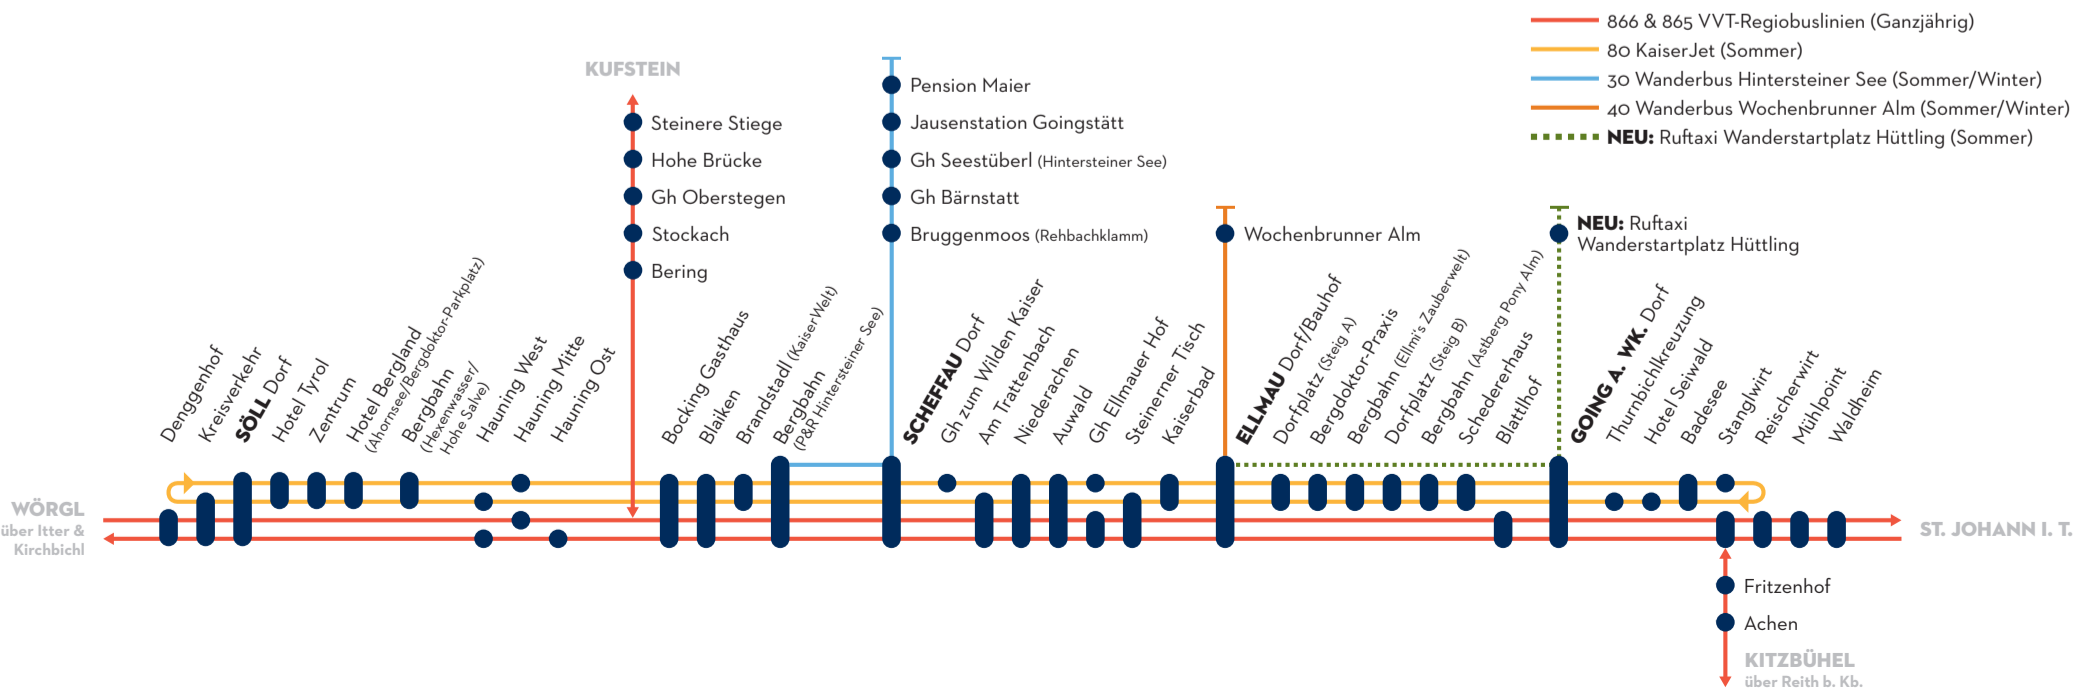 866 & 865 VVT-Regiobuslinien (Ganzjährig)
80 KaiserJet (Sommer)
30 Wanderbus Hintersteiner See (Sommer/Winter)
40 Wanderbus Wochenbrunner Alm (Sommer/Winter)
NEU: Ruftaxi Wanderstartplatz Hüttling (Sommer)
KUFSTEIN
Steinere Stiege
Hohe Brücke
Gh Oberstegen
Stockach
Bering
Pension Maier
Jausenstation Goingstätt
Gh Seestüberl (Hintersteiner See)
Gh Bärnstatt
Bruggenmoos (Rehbachklamm)
Wochenbrunner Alm
NEU: Ruftaxi
Wanderstartplatz Hüttling
Denggenhof
Kreisverkehr
SÖLL Dorf
Hotel Tyrol
Zentrum
Hotel Bergland
(Ahornsee/Bergdoktor-Parkplatz)
Bergbahn
(Hexenwasser/
Hohe Salve)
Hauning West
Hauning Mitte
Hauning Ost
Bocking Gasthaus
Blaiken
Brandstadl (KaiserWelt)
Bergbahn
(P&R Hintersteiner See)
SCHEFFAU Dorf
Gh zum Wilden Kaiser
Am Trattenbach
Niederachen
Auwald
Gh Ellmauer Hof
Steinerner Tisch
Kaiserbad
ELLMAU Dorf/Bauhof
Dorfplatz (Steig A)
Bergdoktor-Praxis
Bergbahn (Ellmi's Zauberwelt)
Dorfplatz (Steig B)
Bergbahn (Astberg Pony Alm)
Schedererhaus
Blattlhof
GOING A. WK. Dorf
Thurnbichlkreuzung
Hotel Seiwald
Badesee
Stanglwirt
Reischerwirt
Mühlpoint
Waldheim
WÖRGL
über Itter &
Kirchbichl
ST. JOHANN I. T.
Fritzenhof
Achen
KITZBÜHEL
über Reith b. Kb.